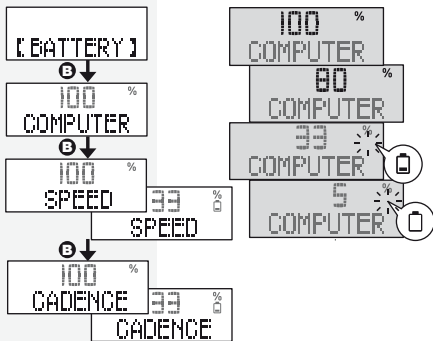 [BATTERY]
B
100 %
COMPUTER
B
100 %
SPEED
33 %
SPEED
B
100 %
CADENCE
33 %
CADENCE
100 %
COMPUTER
80 %
COMPUTER
33 %
COMPUTER
5 %
COMPUTER